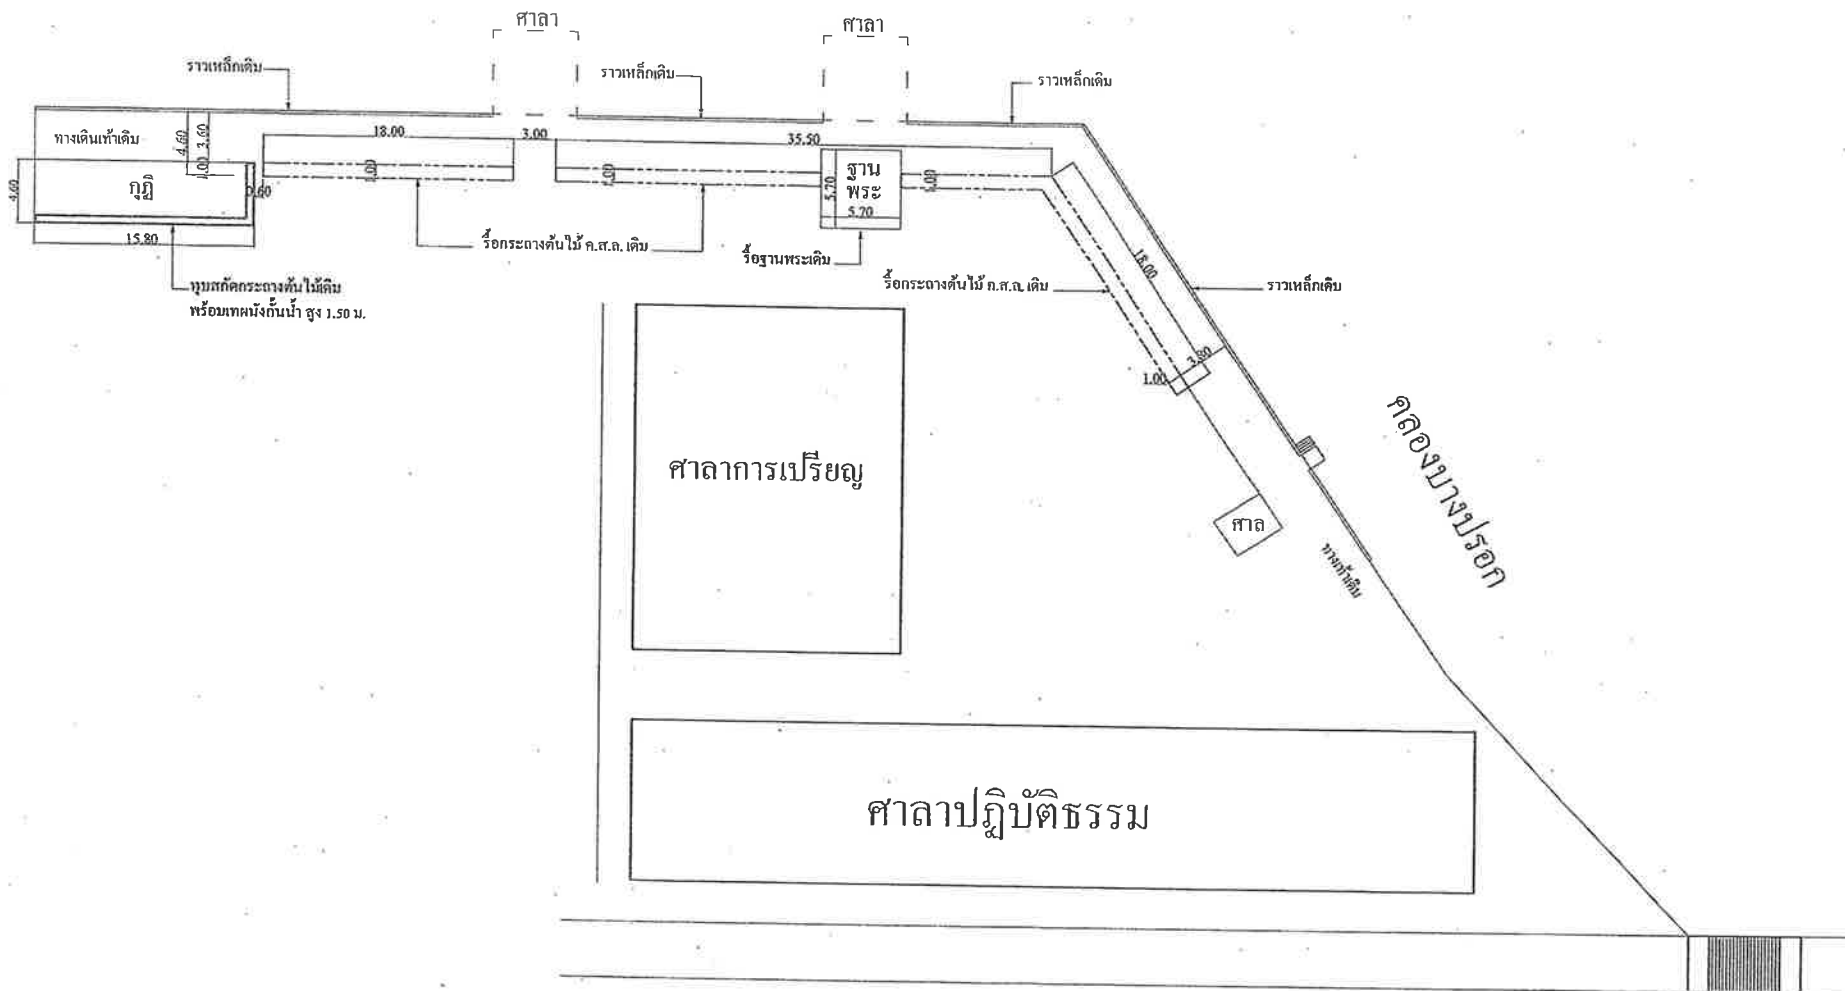 ศาลา
ศาลา
ราวเหล็กเดิม
ราวเหล็กเดิม
ราวเหล็กเดิม
ทางเดินเท้าเดิม
4.60
3.60
1.00
18.00
3.00
35.50
กุฏิ
4.60
0.60
1.00
1.00
ฐาน
พระ
5.70
5.70
1.00
15.80
รื้อกระถางต้นไม้ ค.ส.ล. เดิม
รื้อฐานพระเดิม
ทุบสกัดกระถางต้นไม้เดิม
พร้อมเทผนังกั้นน้ำ สูง 1.50 ม.
รื้อกระถางต้นไม้ ค.ส.ล. เดิม
18.00
ราวเหล็กเดิม
3.80
1.00
คลองบางปรอก
ศาลาการเปรียญ
ศาล
ทางเท้าเดิม
ศาลาปฏิบัติธรรม